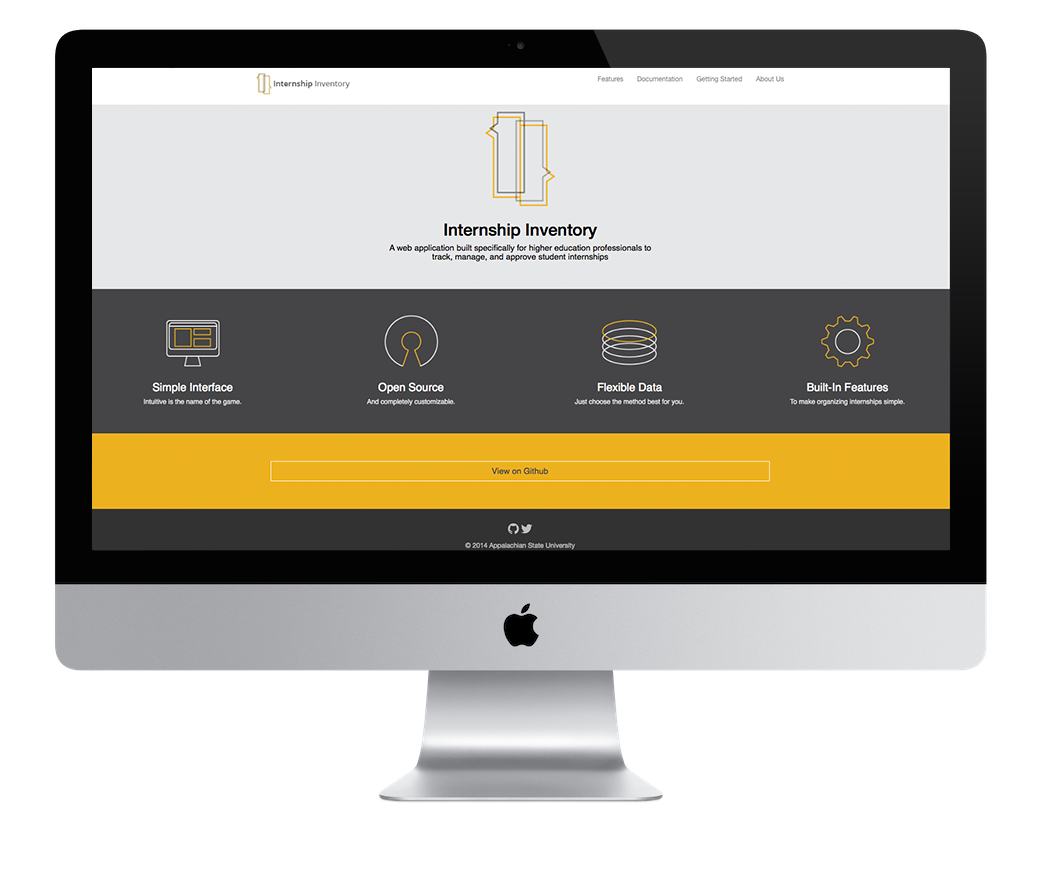 Internship Inventory
Features Documentation Getting Started About Us
Internship Inventory
A web application built specifically for higher education professionals to
track, manage, and approve student internships
Simple Interface
Intuitive is the name of the game.
Open Source
And completely customizable.
Flexible Data
Just choose the method best for you.
Built-In Features
To make organizing internships simple.
View on Github
© 2014 Appalachian State University